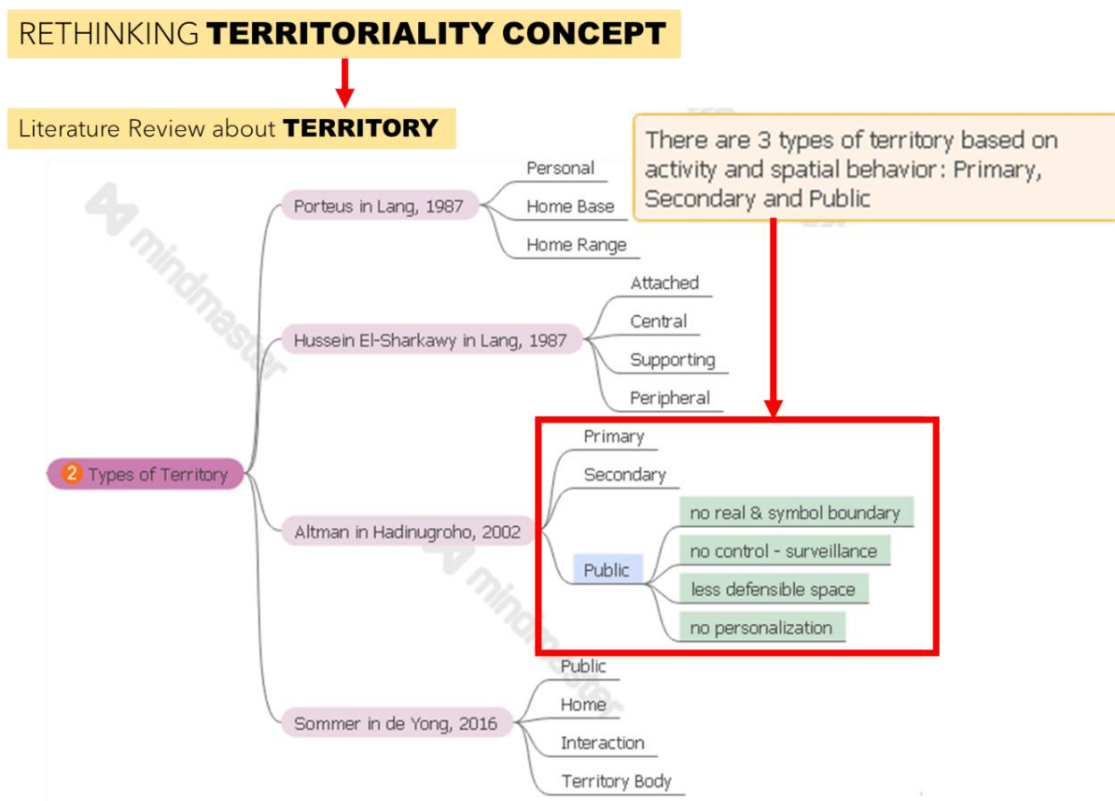 RETHINKING TERRITORIALITY CONCEPT
Literature Review about TERRITORY
There are 3 types of territory based on
activity and spatial behavior: Primary,
Secondary and Public
2 Types of Territory
Porteus in Lang, 1987
Personal
Home Base
Home Range
Hussein El-Sharkawy in Lang, 1987
Attached
Central
Supporting
Peripheral
Altman in Hadinugroho, 2002
Primary
Secondary
Public
no real & symbol boundary
no control - surveillance
less defensible space
no personalization
Sommer in de Yong, 2016
Public
Home
Interaction
Territory Body
mindmaster
mindmaster